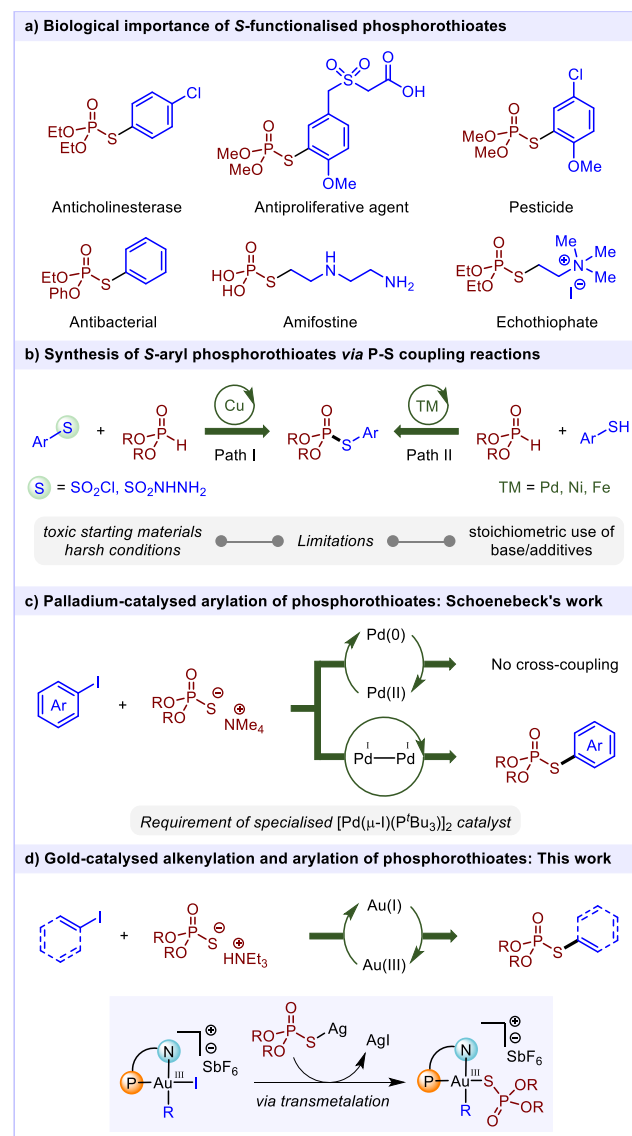 a) Biological importance of S-functionalised phosphorothioates
EtO EtO P O S Cl
Anticholinesterase
MeO MeO P O S OMe O S O O OH
Antiproliferative agent
MeO MeO P O S OMe Cl
Pesticide
EtO PhO P O S
Antibacterial
HO HO P O S H N NH2
Amifostine
EtO EtO P O S N Me Me Me ⊕ I ⊖
Echothiophate
b) Synthesis of S-aryl phosphorothioates via P-S coupling reactions
Ar S + RO RO P O H Cu Path I RO RO P O S Ar TM Path II RO RO P O H + Ar SH
S = SO2Cl, SO2NHNH2
TM = Pd, Ni, Fe
toxic starting materials
harsh conditions
Limitations
stoichiometric use of
base/additives
c) Palladium-catalysed arylation of phosphorothioates: Schoenebeck's work
Ar I + RO RO P O S ⊖ ⊕ NMe4
Pd(0)
Pd(II)
No cross-coupling
I I
Pd—Pd
RO RO P O S Ar
Requirement of specialised [Pd(μ-I)(PtBu3)]2 catalyst
d) Gold-catalysed alkenylation and arylation of phosphorothioates: This work
I + RO RO P O S ⊖ ⊕ HNEt3
Au(I)
Au(III)
RO RO P O S
P N Au III I R ⊕ ⊖ SbF6
RO RO P O S Ag
AgI
via transmetalation
P N Au III S R P O OR OR ⊕ ⊖ SbF6